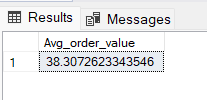 Results Messages
Avg_order_value
1 38.3072623343546